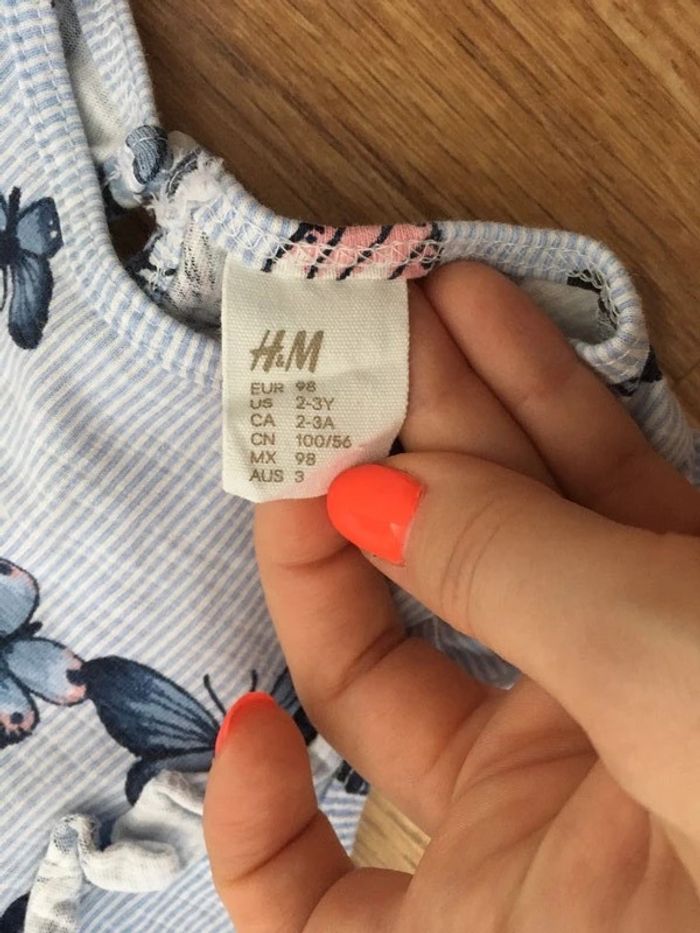 H&M
EUR 98
US 2-3Y
CA 2-3A
CN 100/56
MX 98
AUS 3